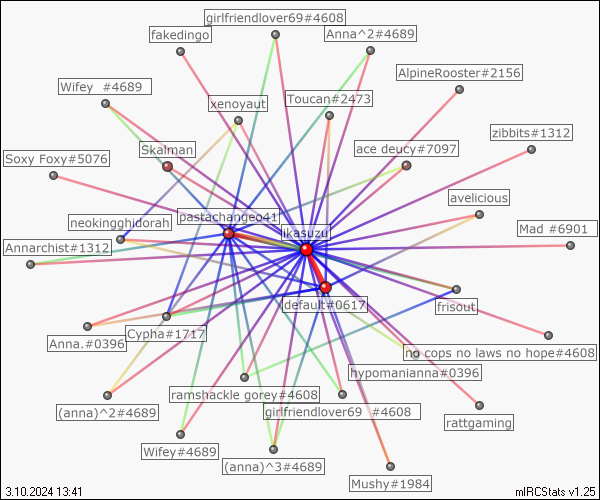 girlfriendlover69#4608
fakedingo
Anna^2#4689
AlpineRooster#2156
Wifey #4689
xenoyaut
Toucan#2473
zibbits#1312
Skalman
ace deucy#7097
Soxy Foxy#5076
avelicious
neokingghidorah
pastachangeo41
ikasuzu
Mad #6901
Annarchist#1312
default#0617
frisout
Anna.#0396
Cypha#1717
no cops no laws no hope#4608
hypomanianna#0396
ramshackle gorey#4608
(anna)^2#4689
girlfriendlover69 #4608
rattgaming
Wifey#4689
(anna)^3#4689
Mushy#1984
3.10.2024 13:41
mIRCStats v1.25